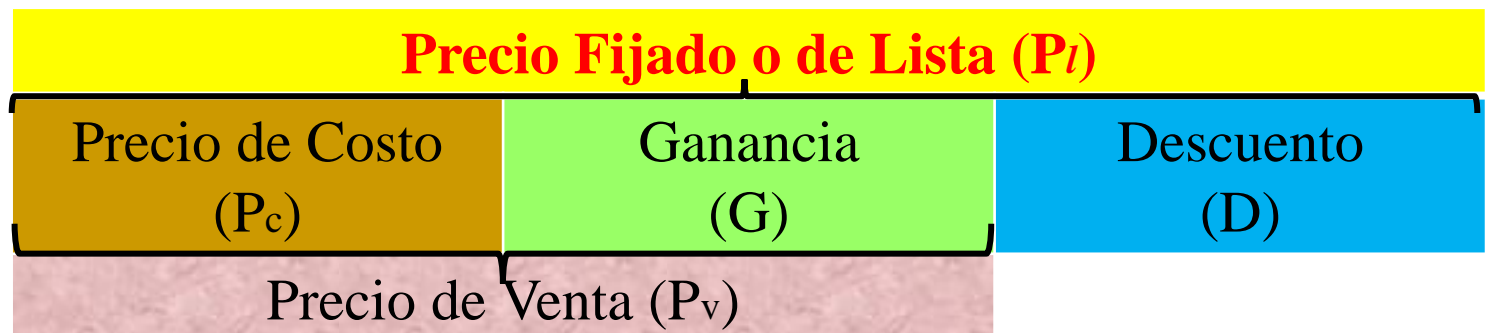 Precio Fijado o de Lista (Pl)
Precio de Costo
(Pc)
Ganancia
(G)
Descuento
(D)
Precio de Venta (Pv)